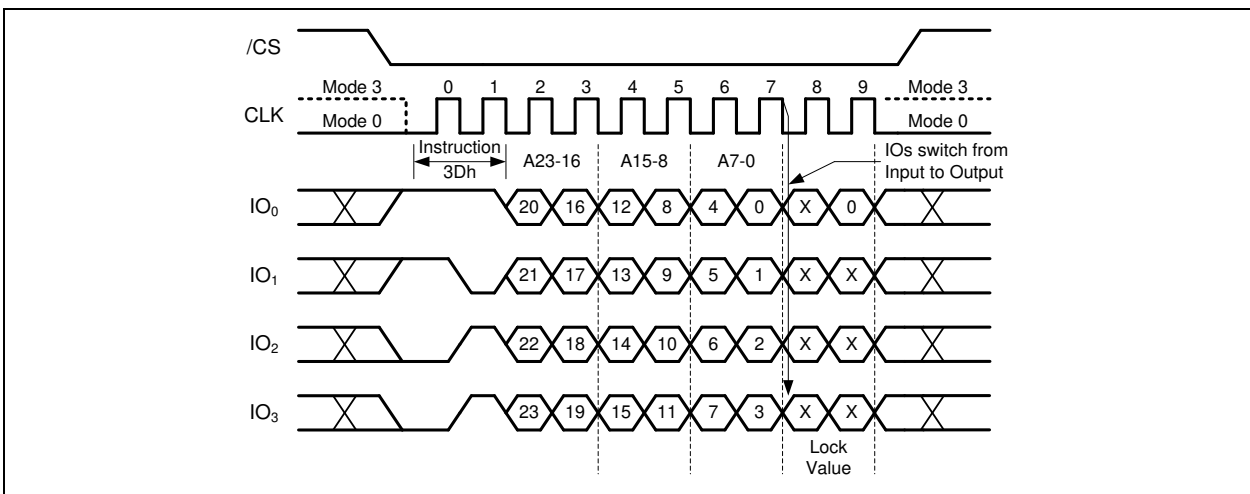 /CS
Mode 3 0 1 2 3 4 5 6 7 8 9 Mode 3
CLK
Mode 0 Mode 0
Instruction A23-16 A15-8 A7-0 IOs switch from
3Dh Input to Output
IO0 20 16 12 8 4 0 X 0
IO1 21 17 13 9 5 1 X X
IO2 22 18 14 10 6 2 X X
IO3 23 19 15 11 7 3 X X
Lock
Value